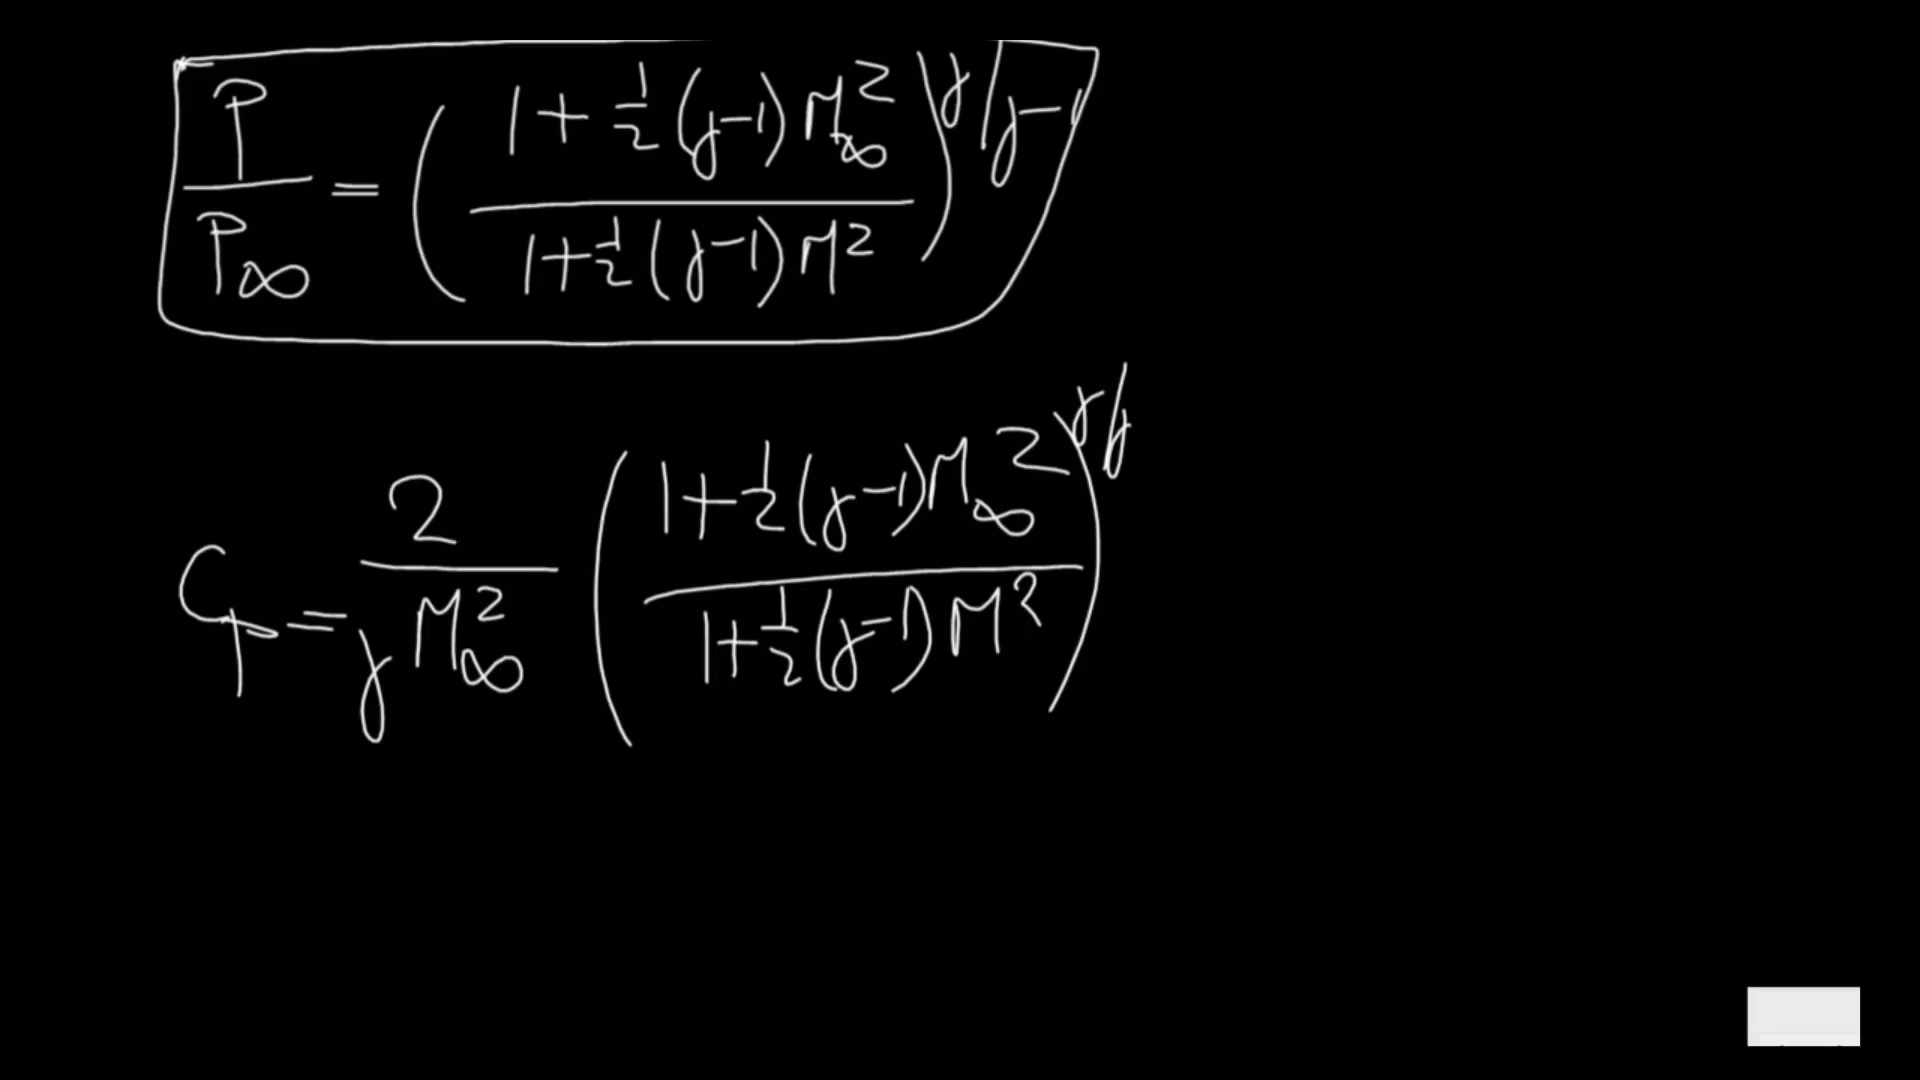 P/P∞ = ( (1 + 1/2 (γ-1) M∞²) / (1 + 1/2 (γ-1) M²) )^γ/γ-1
Cp = 2/(γ M∞²) ( (1 + 1/2 (γ-1) M∞²) / (1 + 1/2 (γ-1) M²) )^γ/γ